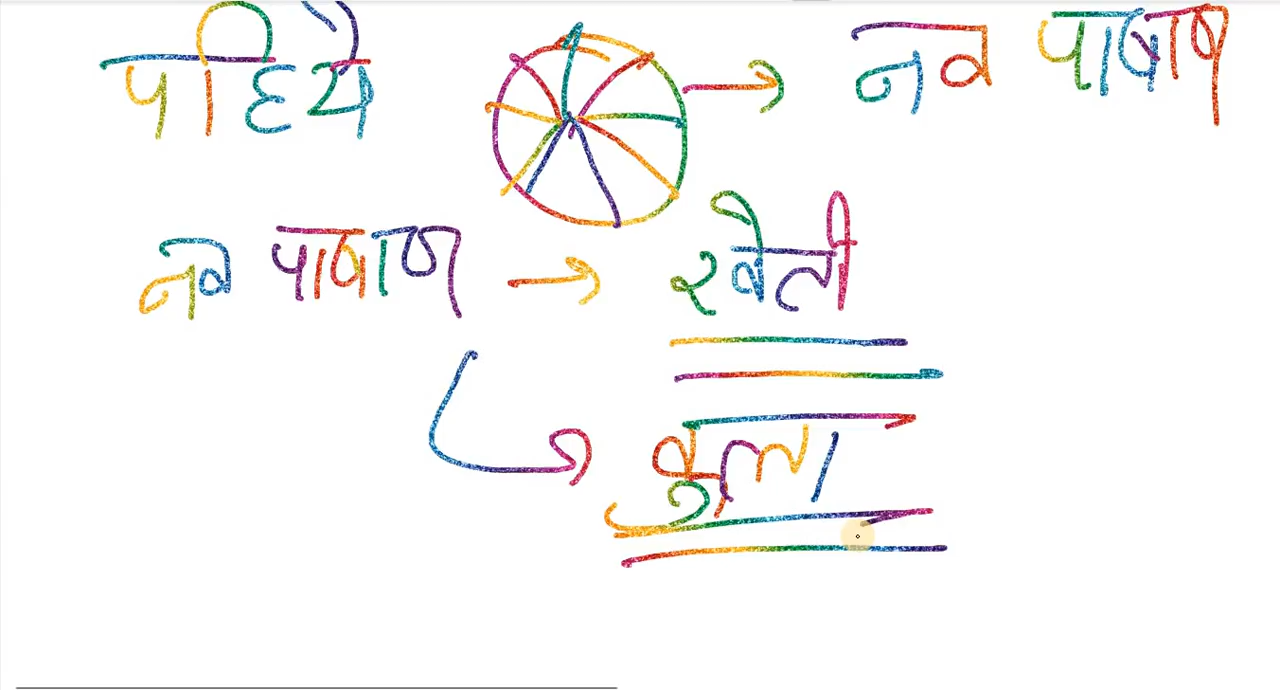 पहिये → नव पाषाण
नव पाषाण → खेती
कुत्ता